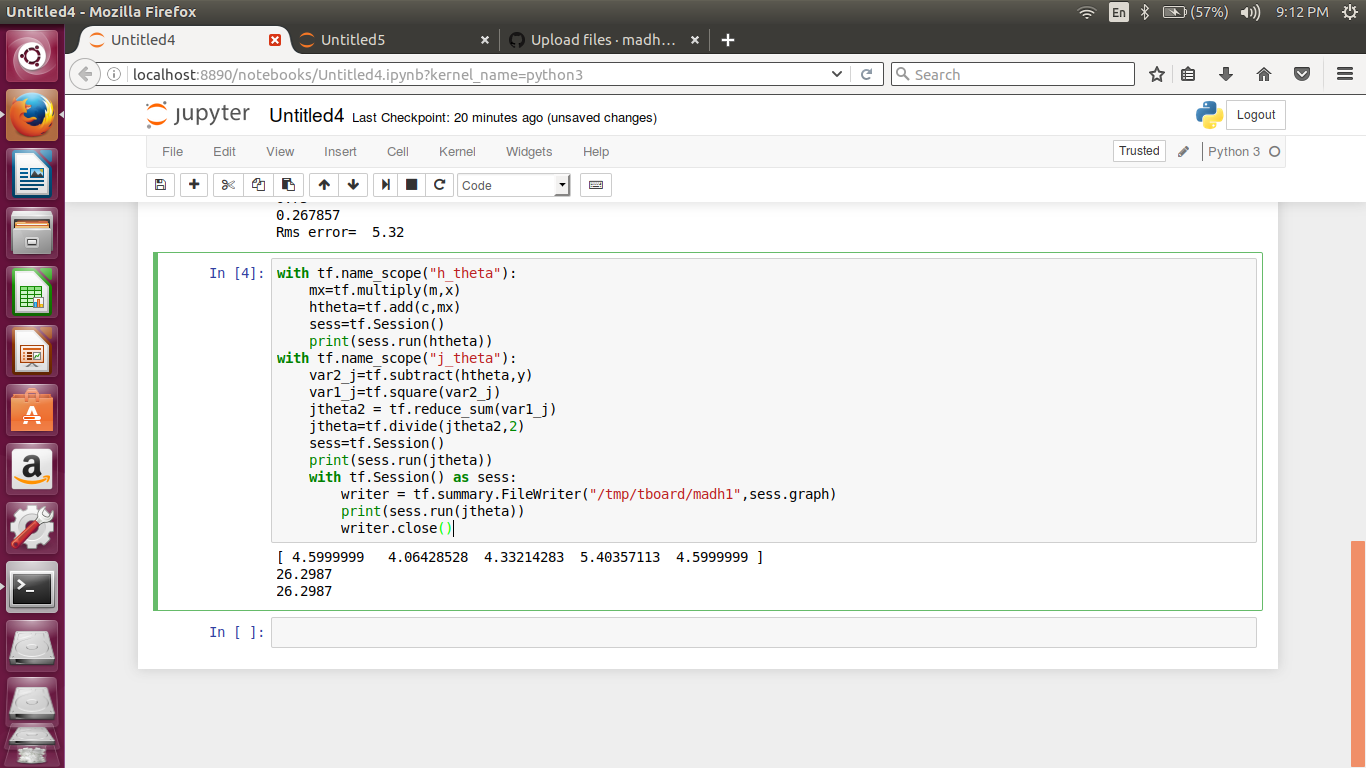 Untitled4 - Mozilla Firefox
En
(57%)
9:12 PM
Untitled4
Untitled5
Upload files · madh...
localhost:8890/notebooks/Untitled4.ipynb?kernel_name=python3
Search
jupyter
Untitled4
Last Checkpoint: 20 minutes ago (unsaved changes)
Logout
File
Edit
View
Insert
Cell
Kernel
Widgets
Help
Trusted
Python 3
Code
0.267857
Rms error=  5.32
In [4]:
with tf.name_scope("h_theta"):
    mx=tf.multiply(m,x)
    htheta=tf.add(c,mx)
    sess=tf.Session()
    print(sess.run(htheta))
with tf.name_scope("j_theta"):
    var2_j=tf.subtract(htheta,y)
    var1_j=tf.square(var2_j)
    jtheta2 = tf.reduce_sum(var1_j)
    jtheta=tf.divide(jtheta2,2)
    sess=tf.Session()
    print(sess.run(jtheta))
    with tf.Session() as sess:
        writer = tf.summary.FileWriter("/tmp/tboard/madh1",sess.graph)
        print(sess.run(jtheta))
        writer.close()
[ 4.5999999   4.06428528  4.33214283  5.40357113  4.5999999 ]
26.2987
26.2987
In [ ]: